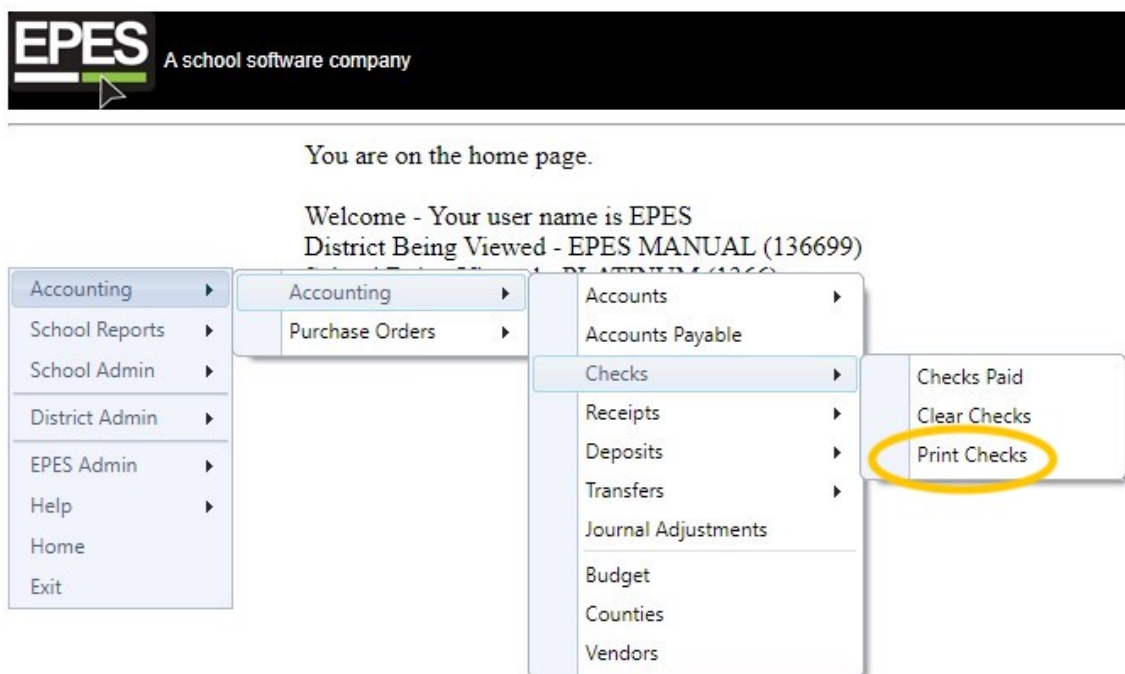 EPES
A school software company
You are on the home page.
Welcome - Your user name is EPES
District Being Viewed - EPES MANUAL (136699)
Accounting
School Reports
School Admin
District Admin
EPES Admin
Help
Home
Exit
Accounting
Purchase Orders
Accounts
Accounts Payable
Checks
Receipts
Deposits
Transfers
Journal Adjustments
Budget
Counties
Vendors
Checks Paid
Clear Checks
Print Checks